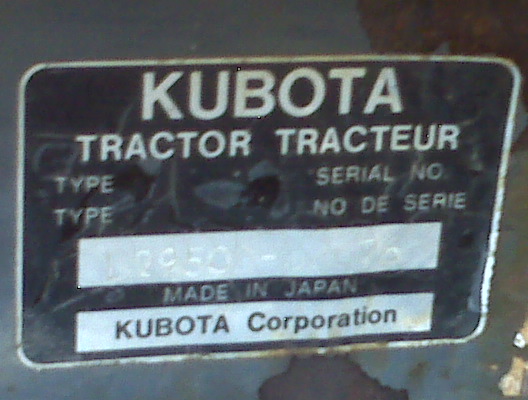 KUBOTA
TRACTOR TRACTEUR
TYPE SERIAL NO.
TYPE NO DE SERIE
MADE IN JAPAN
KUBOTA Corporation